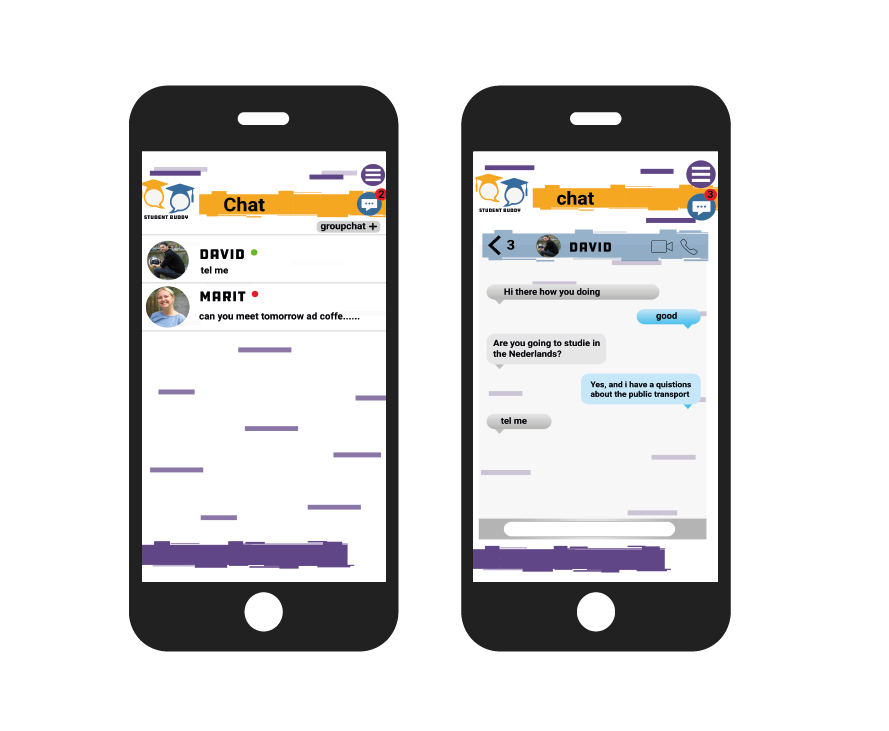 2
Chat
STUDENT BUDDY
groupchat +
DAVID
tel me
MARIT
can you meet tomorrow ad coffe......
3
chat
STUDENT BUDDY
3
DAVID
Hi there how you doing
good
Are you going to studie in
the Nederlands?
Yes, and i have a quistions
about the public transport
tel me